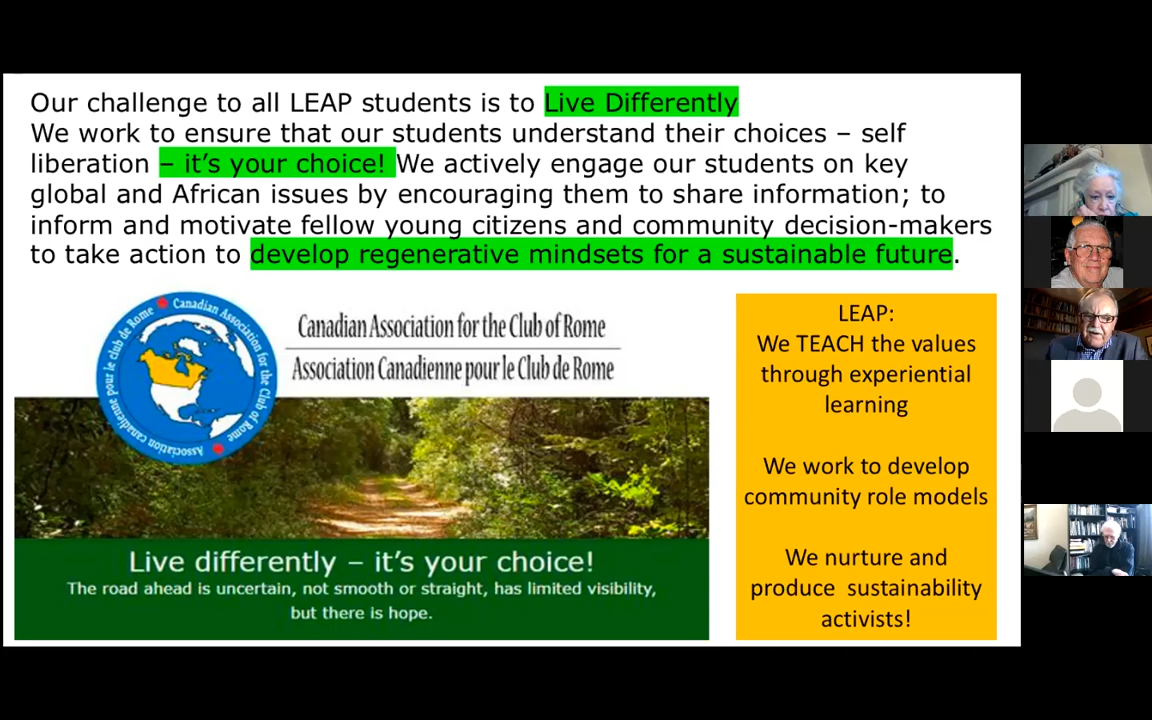 Our challenge to all LEAP students is to Live Differently
We work to ensure that our students understand their choices – self
liberation – it's your choice! We actively engage our students on key
global and African issues by encouraging them to share information; to
inform and motivate fellow young citizens and community decision-makers
to take action to develop regenerative mindsets for a sustainable future.
Canadian Association for the Club of Rome
Association canadienne pour le club de Rome
Canadian Association for the Club of Rome
Association Canadienne pour le Club de Rome
Live differently – it's your choice!
The road ahead is uncertain, not smooth or straight, has limited visibility,
but there is hope.
LEAP:
We TEACH the values
through experiential
learning
We work to develop
community role models
We nurture and
produce sustainability
activists!